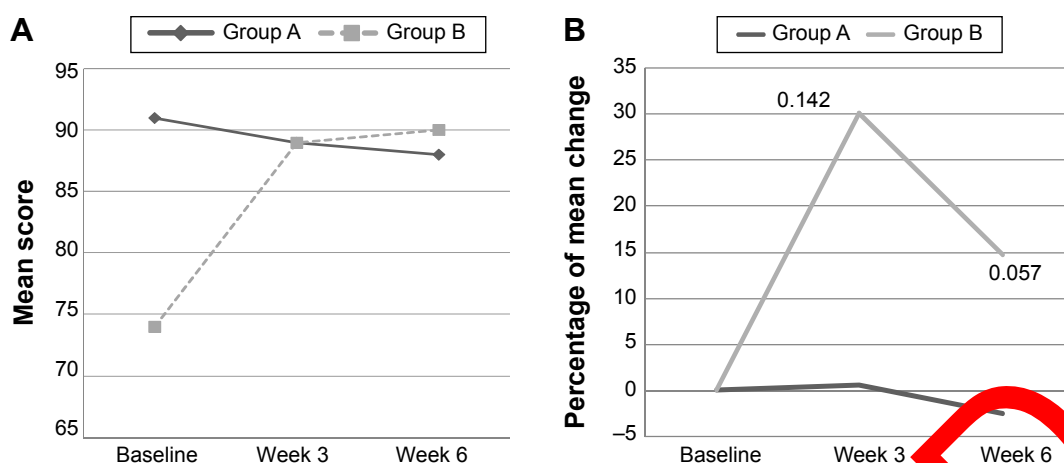 A
Group A
Group B
Mean score
95
90
85
80
75
70
65
Baseline
Week 3
Week 6
B
Group A
Group B
Percentage of mean change
35
30
25
20
15
10
5
0
–5
0.142
0.057
Baseline
Week 3
Week 6